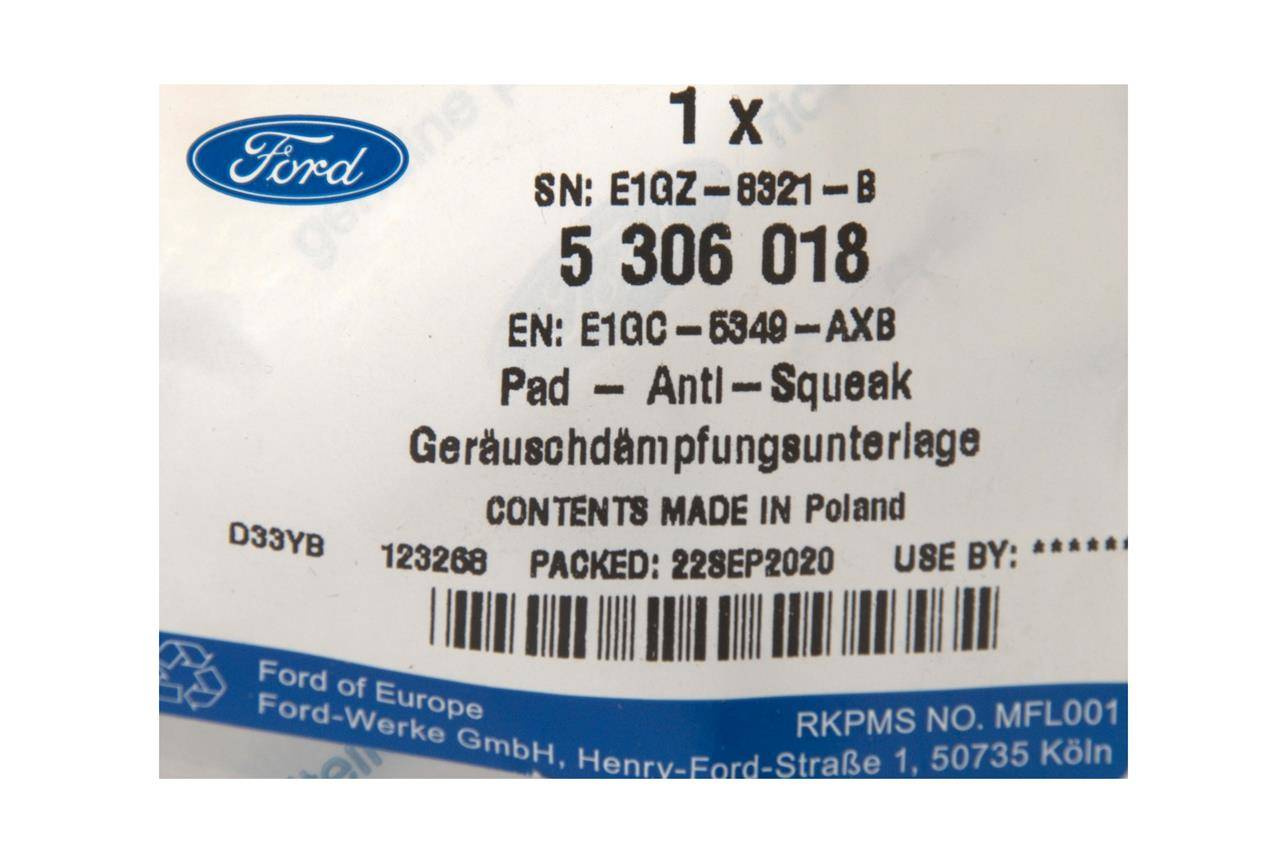 Ford
1 x
SN: E1GZ-8321-B
5 306 018
EN: E1GC-5349-AXB
Pad - Anti-Squeak
Geräuschdämpfungsunterlage
CONTENTS MADE IN Poland
D33YB 123268 PACKED: 22SEP2020 USE BY: ******
Ford of Europe
RKPMS NO. MFL001
Ford-Werke GmbH, Henry-Ford-Straße 1, 50735 Köln